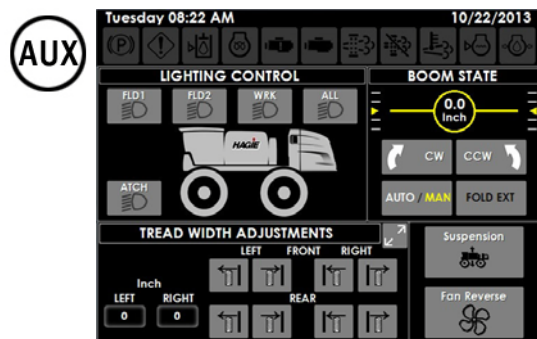 AUX
Tuesday 08:22 AM 10/22/2013
(P)
LIGHTING CONTROL
FLD1 FLD2 WRK ALL
HAGIE
ATCH
BOOM STATE
0.0
Inch
CW CCW
AUTO / MAN FOLD EXT
TREAD WIDTH ADJUSTMENTS
LEFT FRONT RIGHT
Inch
LEFT RIGHT
0 0
REAR
Suspension
Fan Reverse